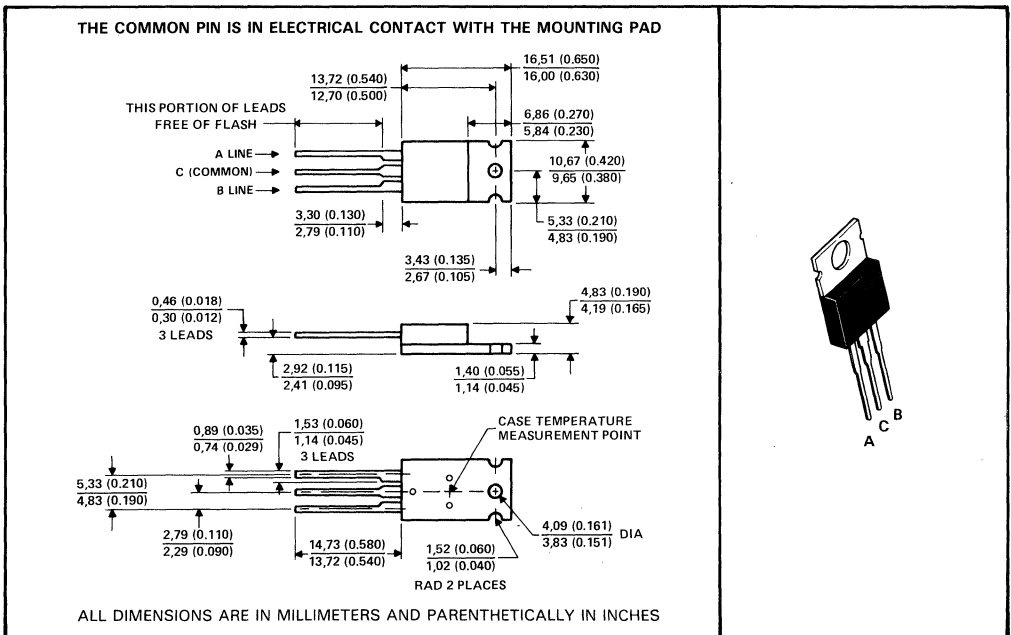 THE COMMON PIN IS IN ELECTRICAL CONTACT WITH THE MOUNTING PAD
16,51 (0.650)
16,00 (0.630)
13,72 (0.540)
12,70 (0.500)
THIS PORTION OF LEADS
FREE OF FLASH
6,86 (0.270)
5,84 (0.230)
A LINE
C (COMMON)
B LINE
10,67 (0.420)
9,65 (0.380)
3,30 (0.130)
2,79 (0.110)
5,33 (0.210)
4,83 (0.190)
3,43 (0.135)
2,67 (0.105)
0,46 (0.018)
0,30 (0.012)
3 LEADS
4,83 (0.190)
4,19 (0.165)
2,92 (0.115)
2,41 (0.095)
1,40 (0.055)
1,14 (0.045)
0,89 (0.035)
0,74 (0.029)
1,53 (0.060)
1,14 (0.045)
3 LEADS
CASE TEMPERATURE
MEASUREMENT POINT
5,33 (0.210)
4,83 (0.190)
2,79 (0.110)
2,29 (0.090)
14,73 (0.580)
13,72 (0.540)
1,52 (0.060)
1,02 (0.040)
RAD 2 PLACES
4,09 (0.161)
3,83 (0.151)
DIA
ALL DIMENSIONS ARE IN MILLIMETERS AND PARENTHETICALLY IN INCHES
A
C
B